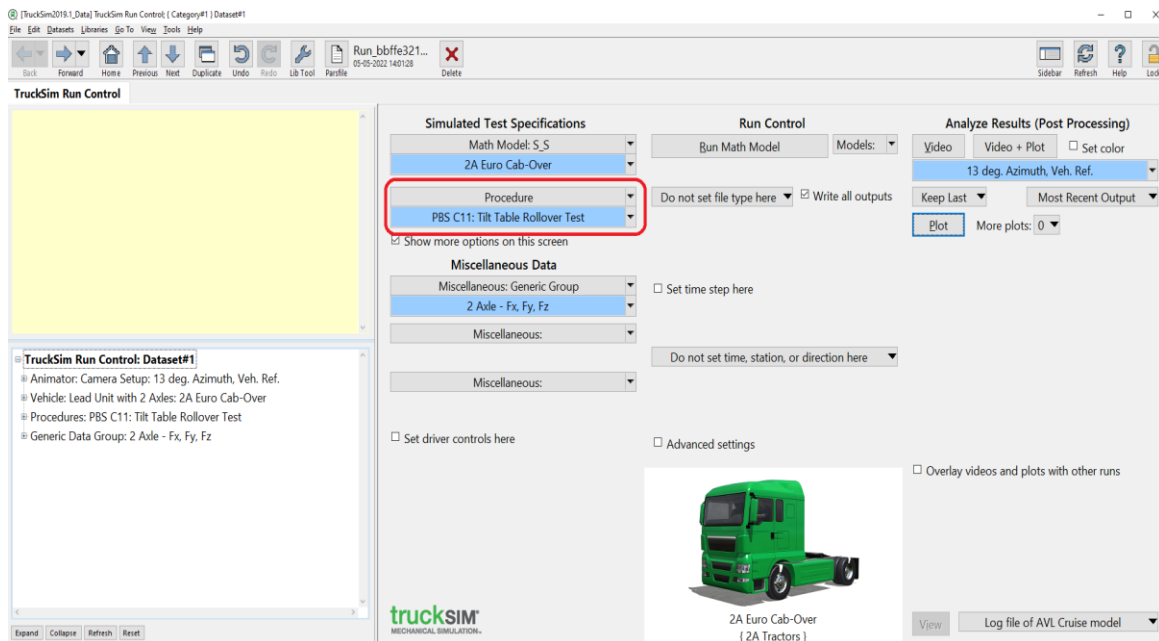 [TruckSim2019.1_Data] TruckSim Run Control; { Category#1 } Dataset#1
File Edit Datasets Libraries Go To View Tools Help
Back Forward Home Previous Next Duplicate Undo Redo Lib Tool Parsfile
Run_bbffe321...
05-05-2022 14:01:28
Delete Sidebar Refresh Help Lock
TruckSim Run Control
Simulated Test Specifications
Math Model: S_S
2A Euro Cab-Over
Procedure
PBS C11: Tilt Table Rollover Test
Show more options on this screen
Miscellaneous Data
Miscellaneous: Generic Group
2 Axle - Fx, Fy, Fz
Miscellaneous:
Miscellaneous:
Set driver controls here
Run Control
Run Math Model Models:
Do not set file type here Write all outputs
Set time step here
Do not set time, station, or direction here
Advanced settings
2A Euro Cab-Over
{ 2A Tractors }
Analyze Results (Post Processing)
Video Video + Plot Set color
13 deg. Azimuth, Veh. Ref.
Keep Last Most Recent Output
Plot More plots: 0
Overlay videos and plots with other runs
View Log file of AVL Cruise model
TruckSim Run Control: Dataset#1
Animator: Camera Setup: 13 deg. Azimuth, Veh. Ref.
Vehicle: Lead Unit with 2 Axles: 2A Euro Cab-Over
Procedures: PBS C11: Tilt Table Rollover Test
Generic Data Group: 2 Axle - Fx, Fy, Fz
Expand Collapse Refresh Reset
truckSIM
MECHANICAL SIMULATION